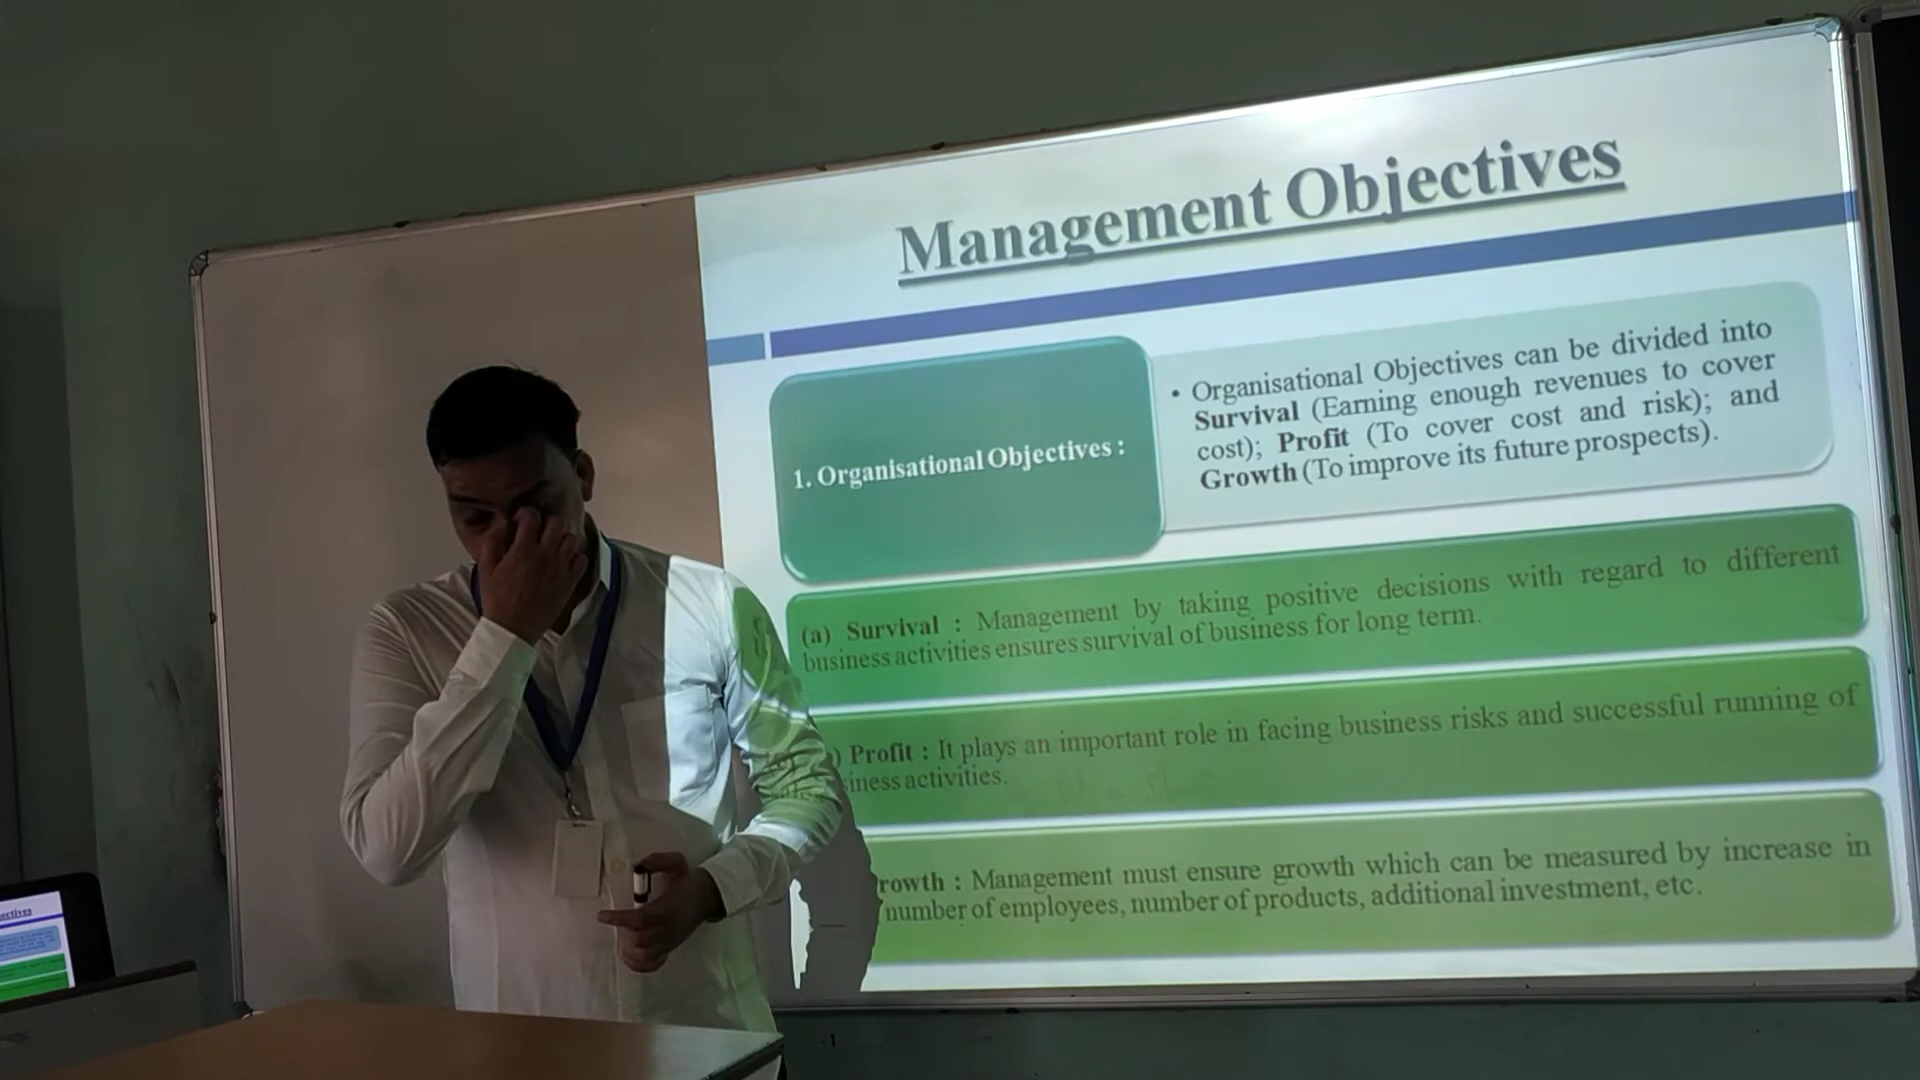 Management Objectives
1. Organisational Objectives :
• Organisational Objectives can be divided into
Survival (Earning enough revenues to cover
cost); Profit (To cover cost and risk); and
Growth (To improve its future prospects).
(a) Survival : Management by taking positive decisions with regard to different
business activities ensures survival of business for long term.
) Profit : It plays an important role in facing business risks and successful running of
iness activities.
rowth : Management must ensure growth which can be measured by increase in
number of employees, number of products, additional investment, etc.
ectives